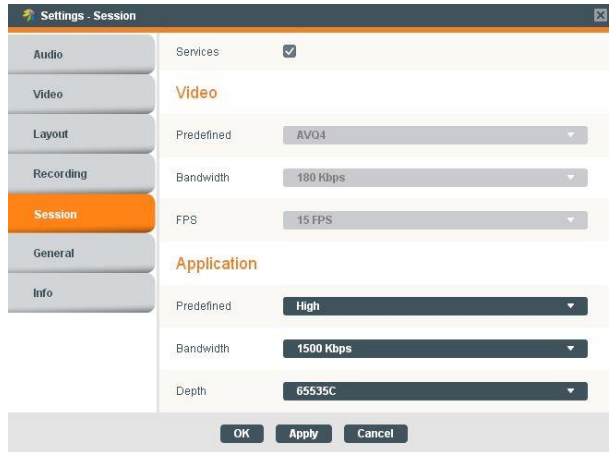 Settings - Session
Audio
Video
Layout
Recording
Session
General
Info
Services
Video
Predefined AVQ4
Bandwidth 180 Kbps
FPS 15 FPS
Application
Predefined High
Bandwidth 1500 Kbps
Depth 65535C
OK Apply Cancel